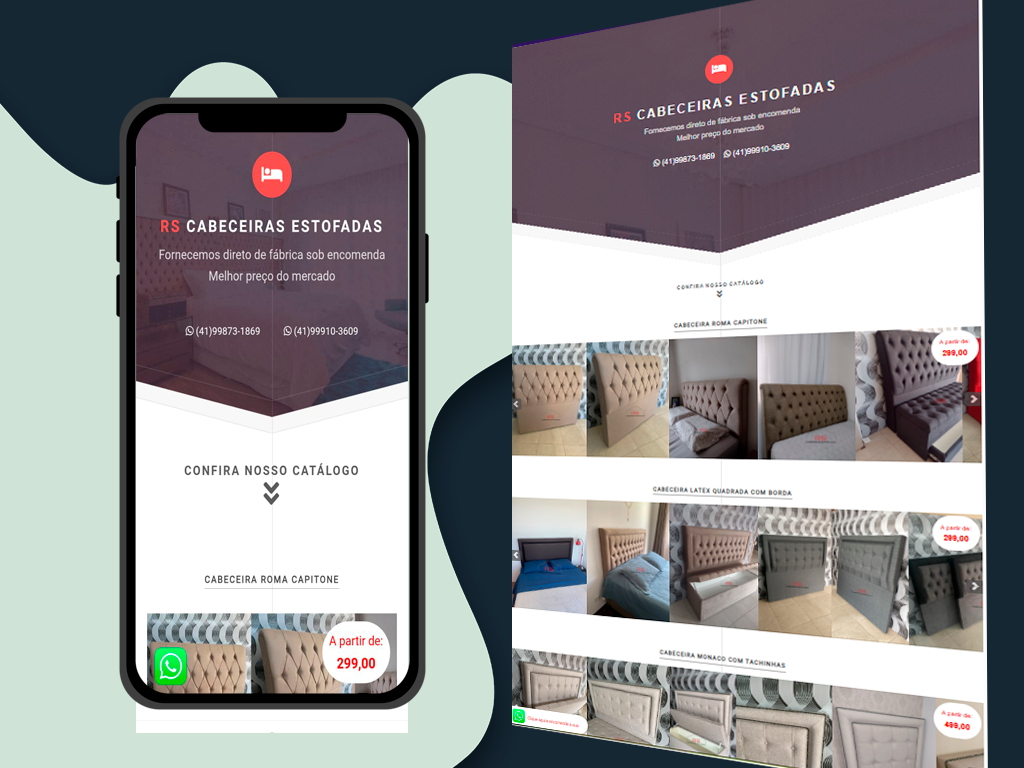 RS CABECEIRAS ESTOFADAS
Fornecemos direto de fábrica sob encomenda
Melhor preço do mercado
(41)99873-1869 (41)99910-3609
CONFIRA NOSSO CATÁLOGO
CABECEIRA ROMA CAPITONE
A partir de:
299,00
RS CABECEIRAS ESTOFADAS
Fornecemos direto de fábrica sob encomenda
Melhor preço do mercado
(41)99873-1869 (41)99910-3609
CONFIRA NOSSO CATÁLOGO
CABECEIRA ROMA CAPITONE
A partir de:
299,00
CABECEIRA LATEX QUADRADA COM BORDA
A partir de:
299,00
CABECEIRA MONACO COM TACHINHAS
A partir de:
499,00